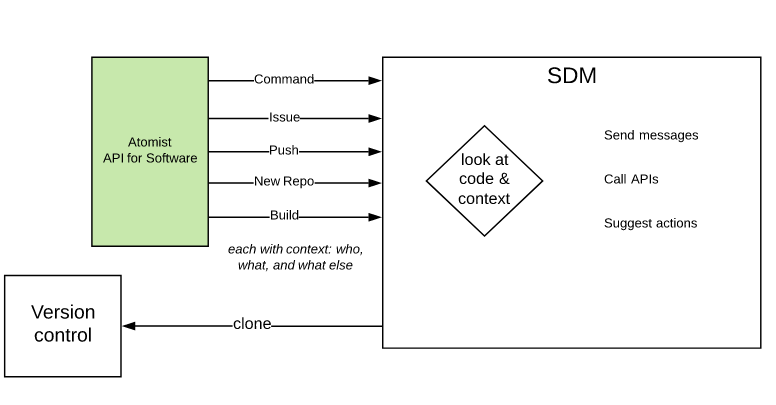 SDM
Command
Issue
Push
New Repo
Build
Atomist
API for Software
look at
code &
context
Send messages
Call APIs
Suggest actions
each with context: who,
what, and what else
Version
control
clone